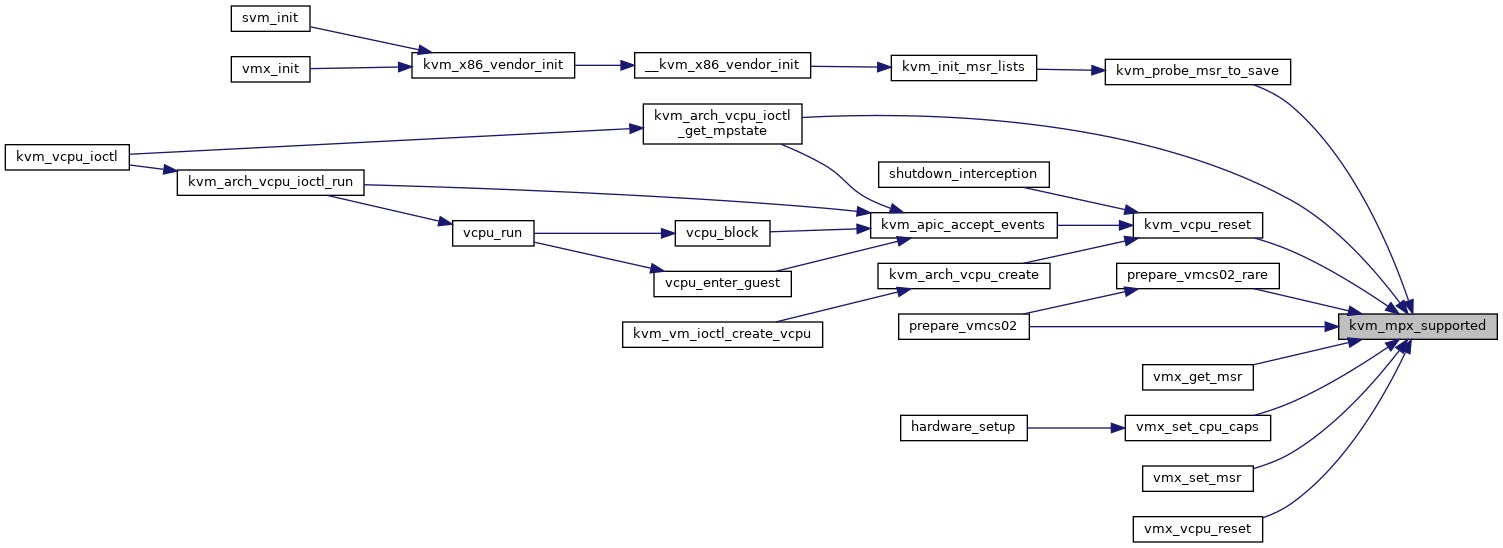 svm_init
vmx_init
kvm_x86_vendor_init
__kvm_x86_vendor_init
kvm_init_msr_lists
kvm_probe_msr_to_save
kvm_arch_vcpu_ioctl
_get_mpstate
kvm_vcpu_ioctl
kvm_arch_vcpu_ioctl_run
shutdown_interception
vcpu_run
vcpu_block
kvm_apic_accept_events
kvm_vcpu_reset
vcpu_enter_guest
kvm_arch_vcpu_create
prepare_vmcs02_rare
kvm_vm_ioctl_create_vcpu
prepare_vmcs02
kvm_mpx_supported
vmx_get_msr
hardware_setup
vmx_set_cpu_caps
vmx_set_msr
vmx_vcpu_reset